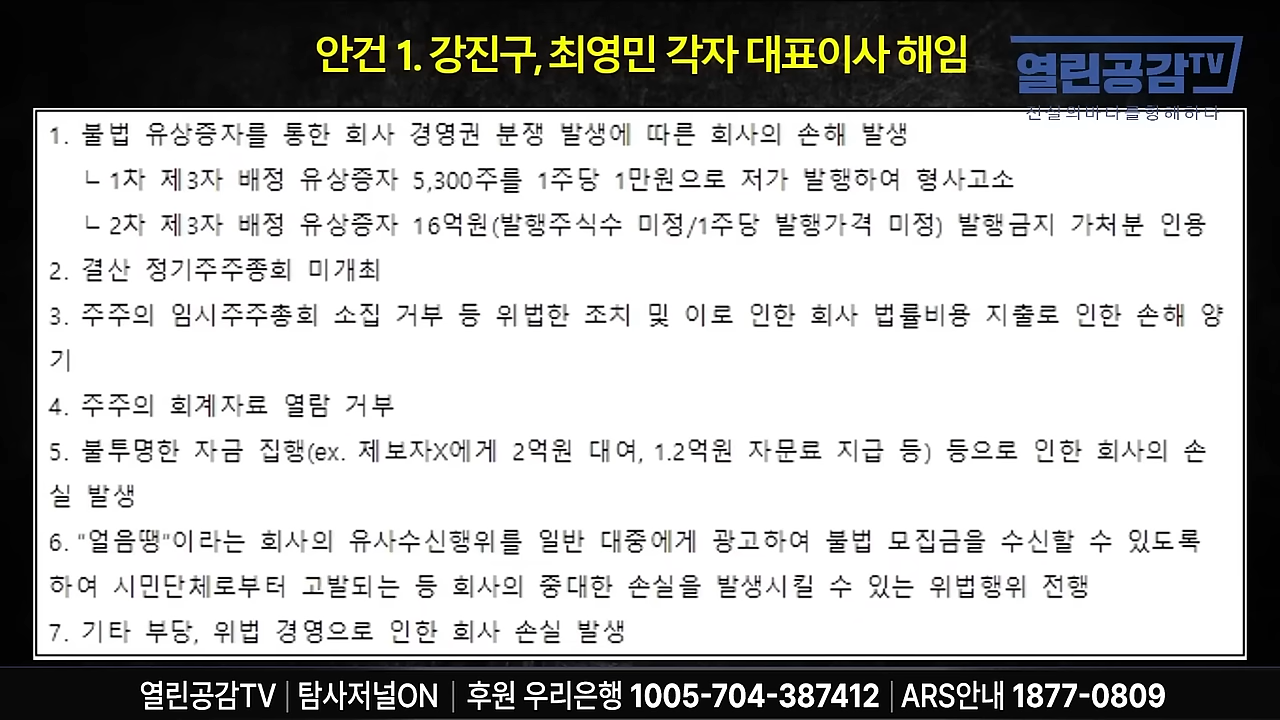 안건 1. 강진구, 최영민 각자 대표이사 해임
열린공감TV
진실의바다를항해하다
1. 불법 유상증자를 통한 회사 경영권 분쟁 발생에 따른 회사의 손해 발생
ㄴ 1차 제3자 배정 유상증자 5,300주를 1주당 1만원으로 저가 발행하여 형사고소
ㄴ 2차 제3자 배정 유상증자 16억원(발행주식수 미정/1주당 발행가격 미정) 발행금지 가처분 인용
2. 결산 정기주주총회 미개최
3. 주주의 임시주주총회 소집 거부 등 위법한 조치 및 이로 인한 회사 법률비용 지출로 인한 손해 양
기
4. 주주의 회계자료 열람 거부
5. 불투명한 자금 집행(ex. 제보자X에게 2억원 대여, 1.2억원 자문료 지급 등) 등으로 인한 회사의 손
실 발생
6. "얼음땡"이라는 회사의 유사수신행위를 일반 대중에게 광고하여 불법 모집금을 수신할 수 있도록
하여 시민단체로부터 고발되는 등 회사의 중대한 손실을 발생시킬 수 있는 위법행위 전행
7. 기타 부당, 위법 경영으로 인한 회사 손실 발생
열린공감TV | 탐사저널ON | 후원 우리은행 1005-704-387412 | ARS안내 1877-0809